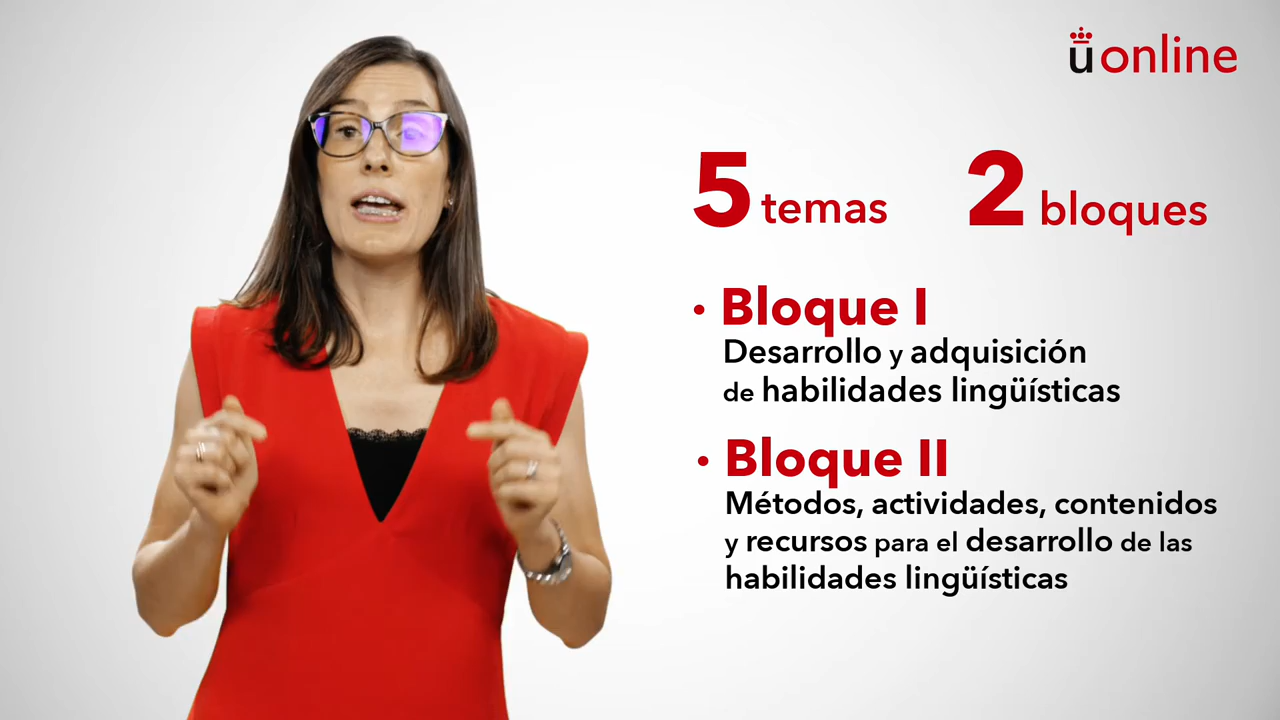 ü online
5 temas 2 bloques
• Bloque I
Desarrollo y adquisición
de habilidades lingüísticas
• Bloque II
Métodos, actividades, contenidos
y recursos para el desarrollo de las
habilidades lingüísticas